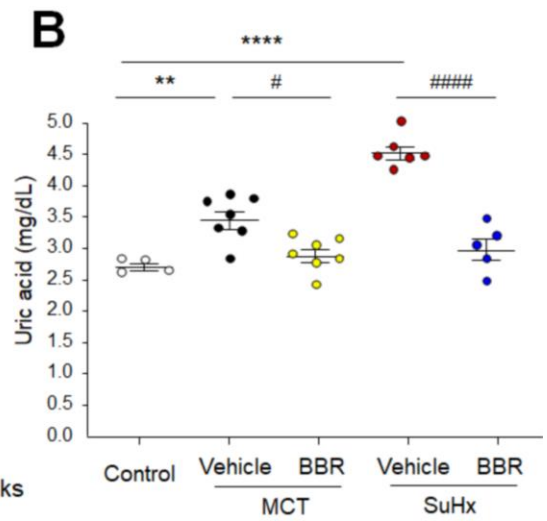 B
****
** # ####
Uric acid (mg/dL)
5.0
4.5
4.0
3.5
3.0
2.5
2.0
1.5
1.0
0.5
0.0
Control Vehicle BBR Vehicle BBR
MCT SuHx
ks